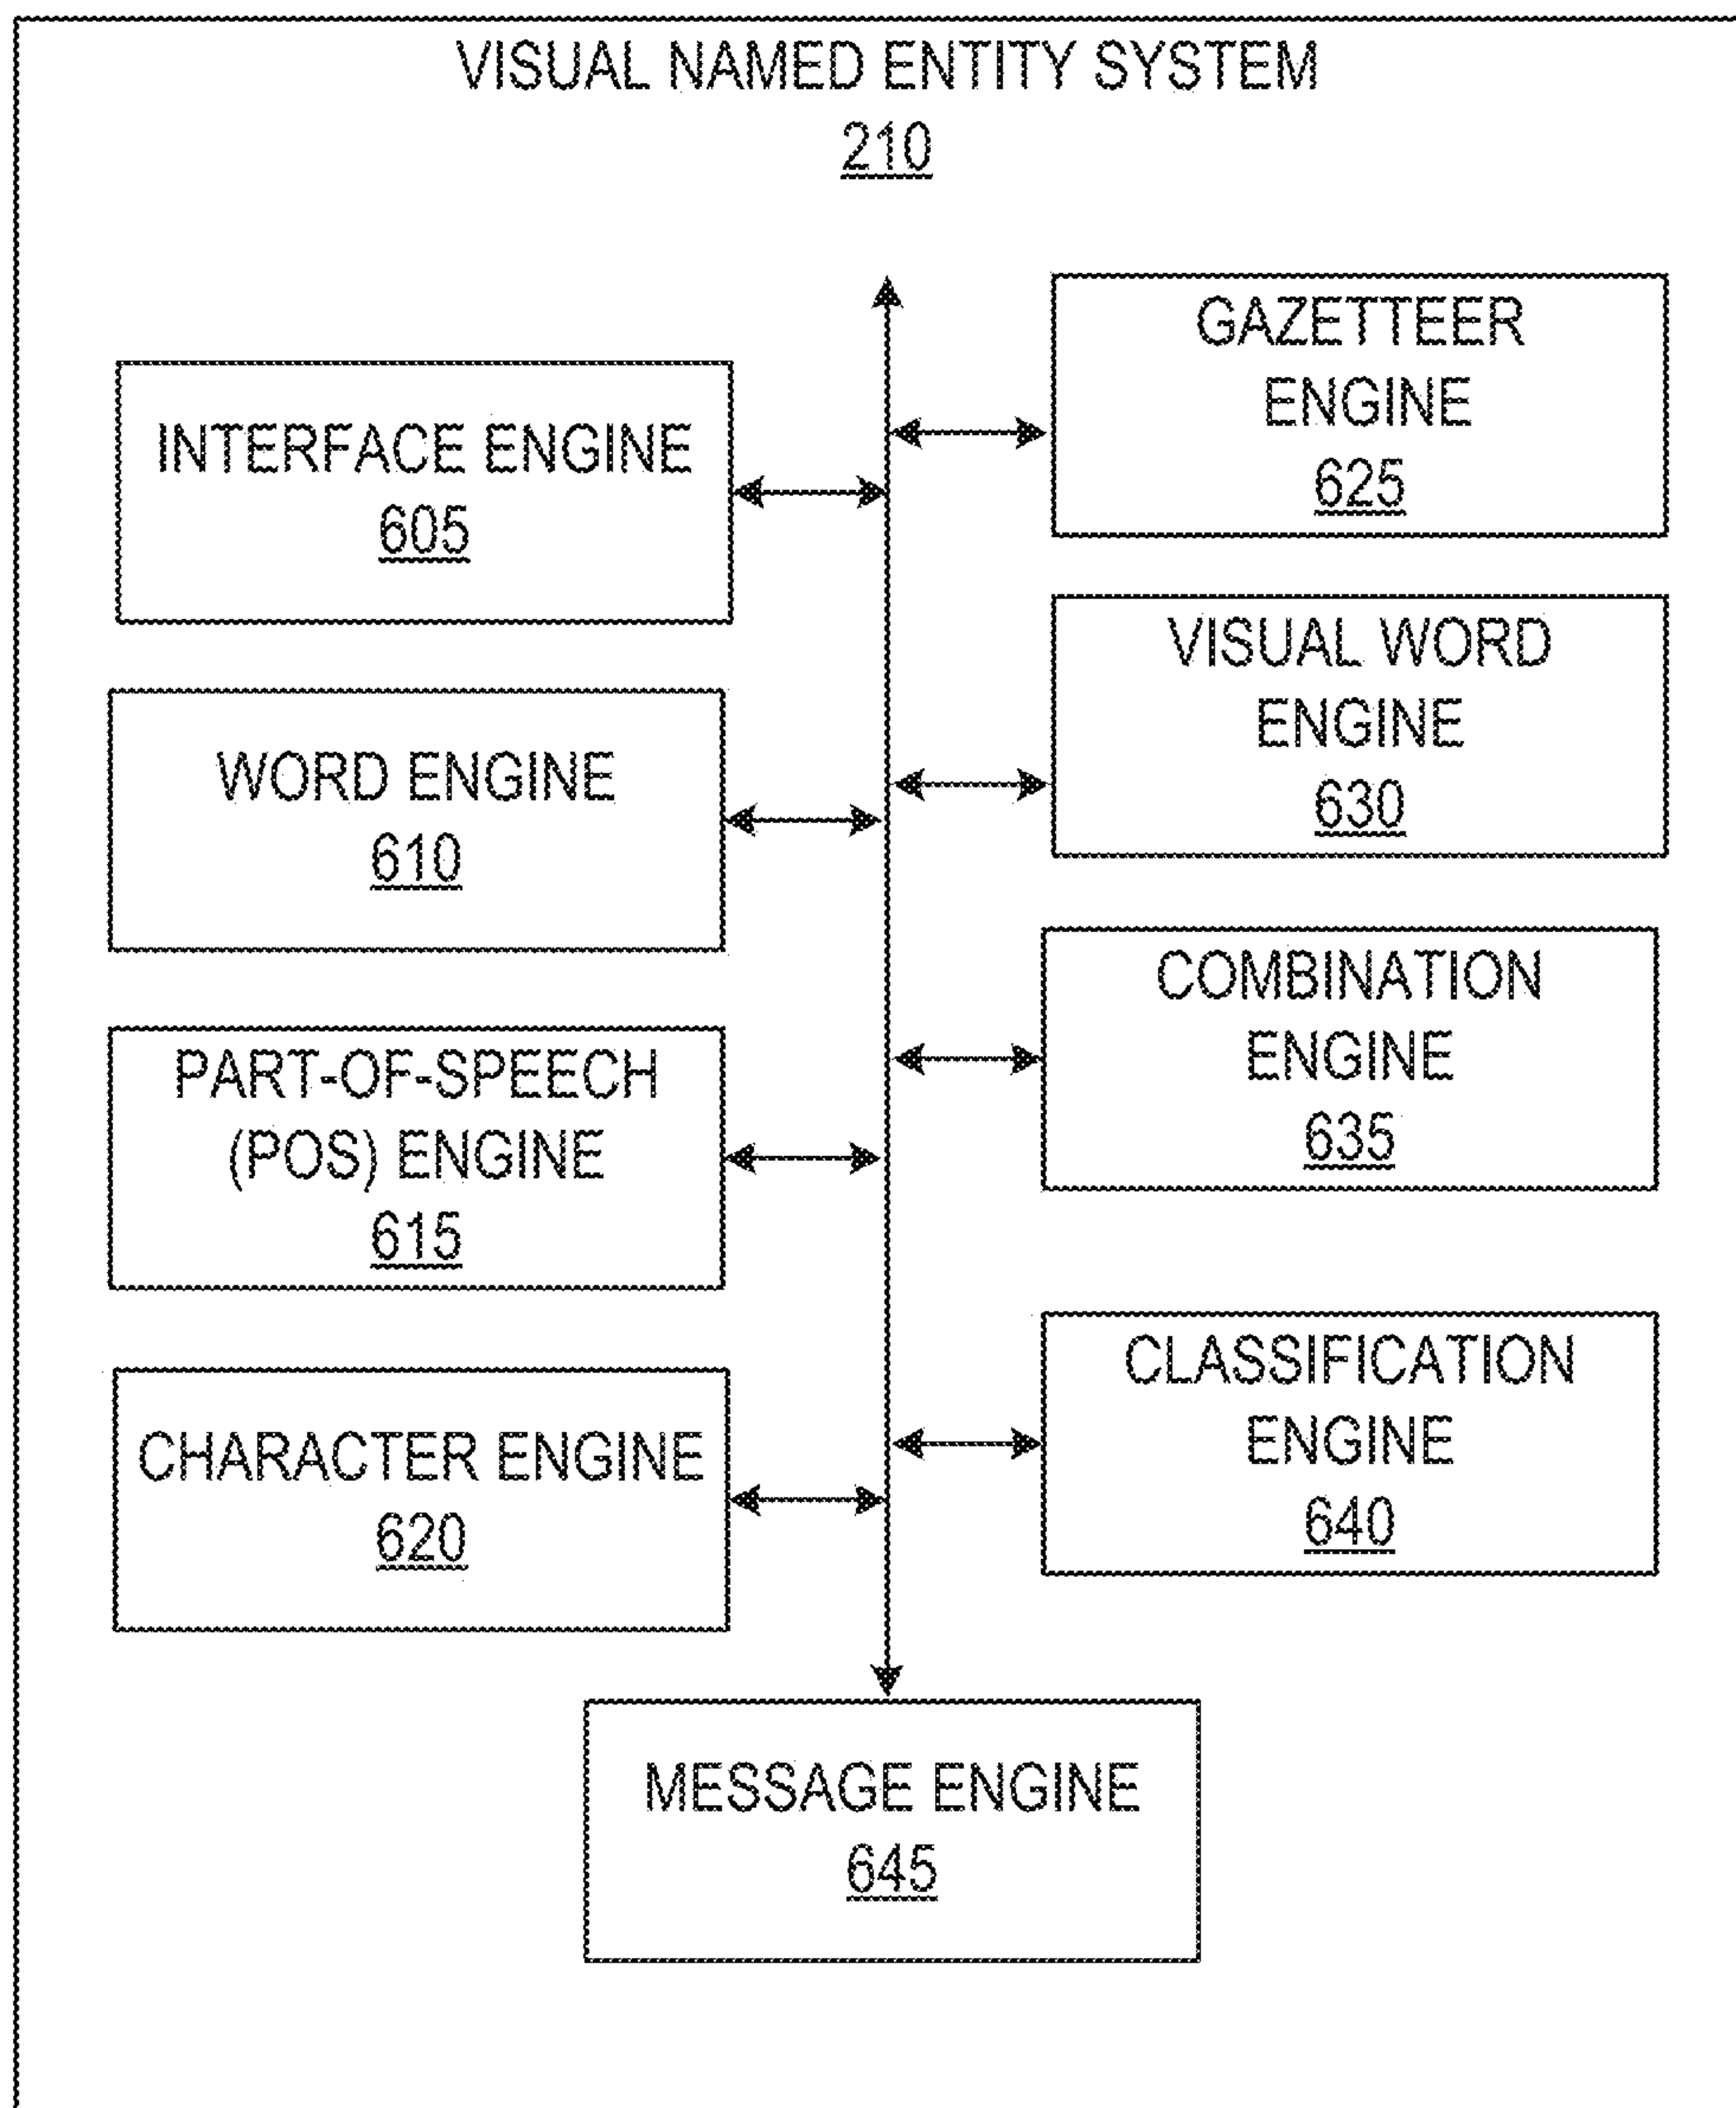 VISUAL NAMED ENTITY SYSTEM
210
INTERFACE ENGINE
605
WORD ENGINE
610
PART-OF-SPEECH
(POS) ENGINE
615
CHARACTER ENGINE
620
GAZETTEER
ENGINE
625
VISUAL WORD
ENGINE
630
COMBINATION
ENGINE
635
CLASSIFICATION
ENGINE
640
MESSAGE ENGINE
645